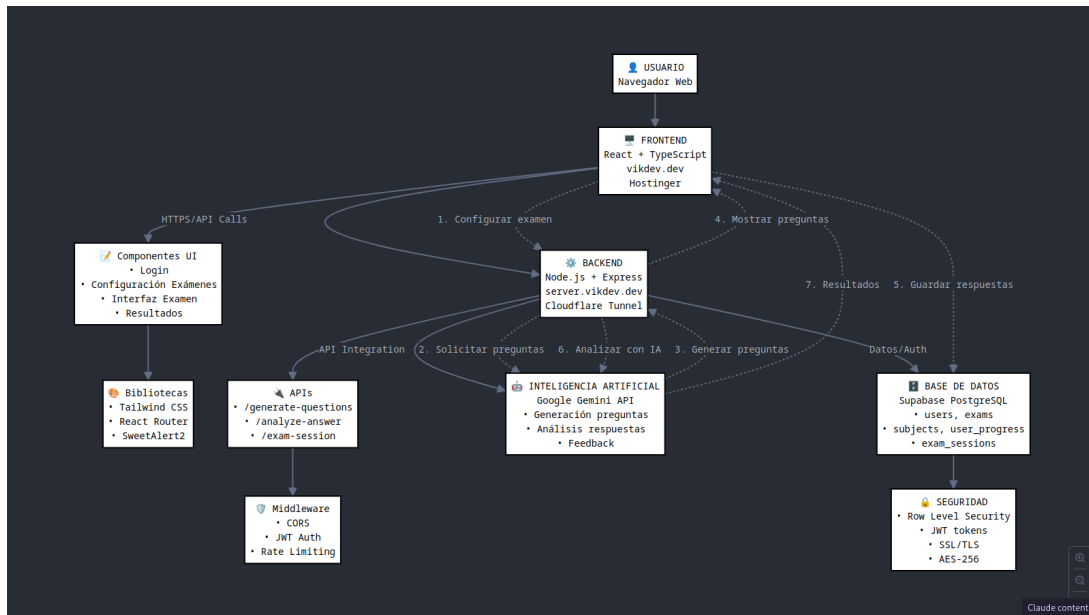 👤 USUARIO
Navegador Web
🖥️ FRONTEND
React + TypeScript
vikdev.dev
Hostinger
HTTPS/API Calls
1. Configurar examen
4. Mostrar preguntas
📝 Componentes UI
• Login
• Configuración Exámenes
• Interfaz Examen
• Resultados
⚙️ BACKEND
Node.js + Express
server.vikdev.dev
Cloudflare Tunnel
7. Resultados
5. Guardar respuestas
API Integration
2. Solicitar preguntas
6. Analizar con IA
3. Generar preguntas
Datos/Auth
🎨 Bibliotecas
• Tailwind CSS
• React Router
• SweetAlert2
🔌 APIs
• /generate-questions
• /analyze-answer
• /exam-session
🤖 INTELIGENCIA ARTIFICIAL
Google Gemini API
• Generación preguntas
• Análisis respuestas
• Feedback
🗄️ BASE DE DATOS
Supabase PostgreSQL
• users, exams
• subjects, user_progress
• exam_sessions
🛡️ Middleware
• CORS
• JWT Auth
• Rate Limiting
🔒 SEGURIDAD
• Row Level Security
• JWT tokens
• SSL/TLS
• AES-256
Claude content